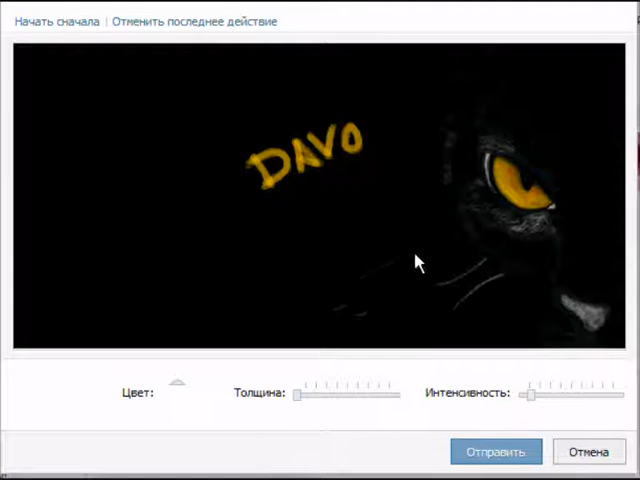 Начать сначала | Отменить последнее действие
DAVO
Цвет: Толщина: Интенсивность:
Отправить Отмена